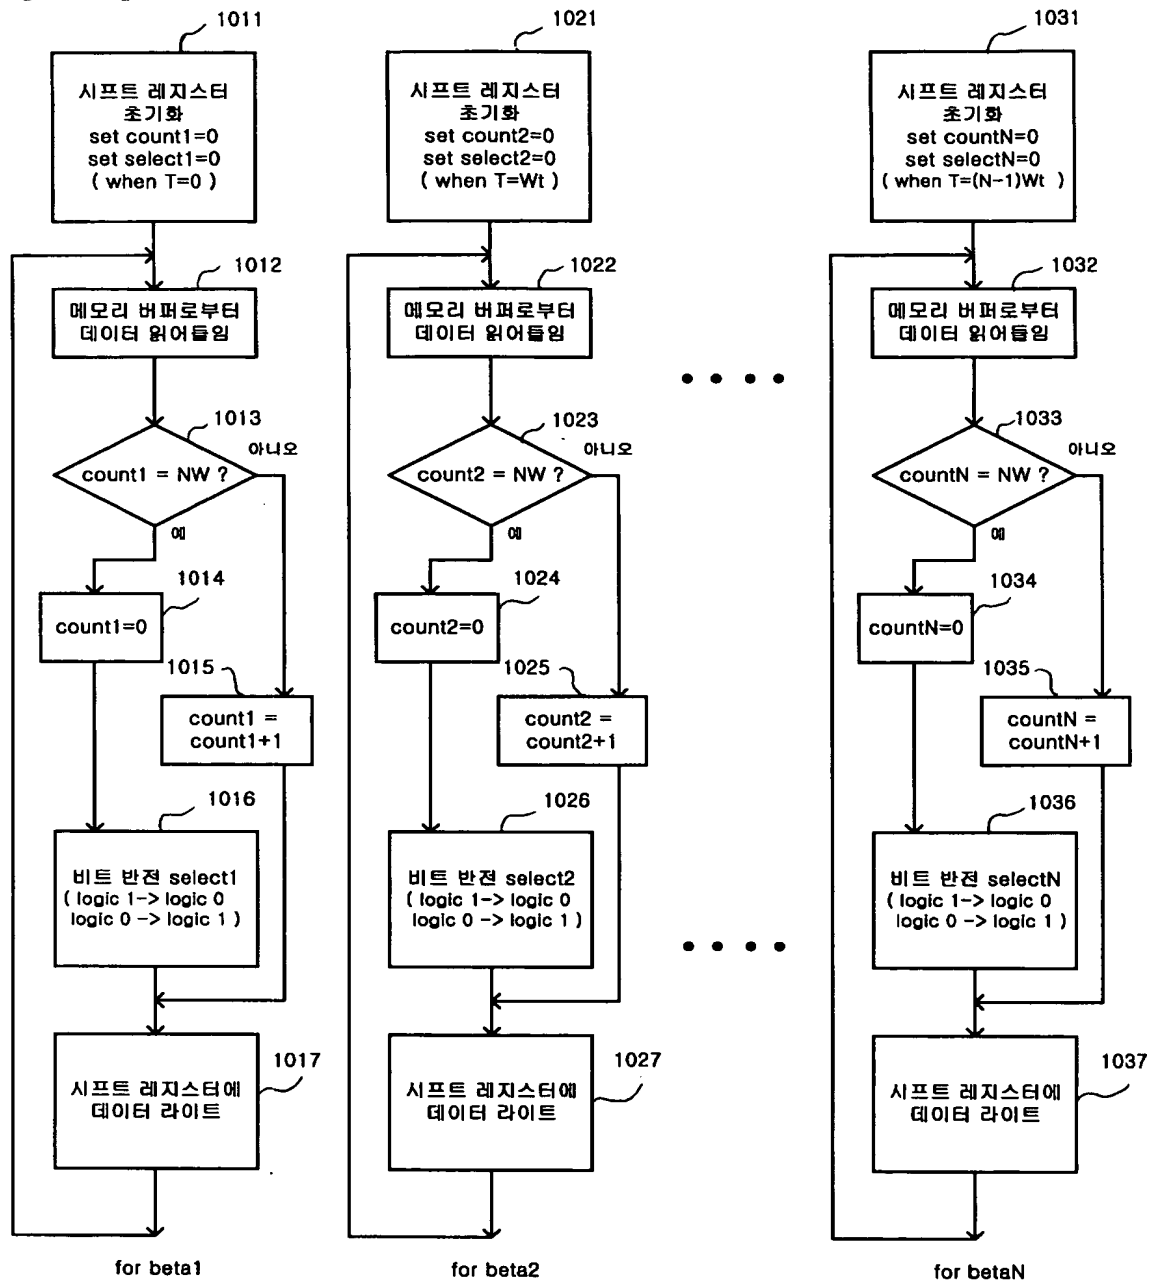 1011
시프트 레지스터
초기화
set count1=0
set select1=0
( when T=0 )
1012
메모리 버퍼로부터
데이터 읽어들임
1013
아니오
count1 = NW ?
예
1014
count1=0
1015
count1 =
count1+1
1016
비트 반전 select1
( logic 1-> logic 0
logic 0 -> logic 1 )
1017
시프트 레지스터에
데이터 라이트
for beta1
1021
시프트 레지스터
초기화
set count2=0
set select2=0
( when T=Wt )
1022
메모리 버퍼로부터
데이터 읽어들임
1023
아니오
count2 = NW ?
예
1024
count2=0
1025
count2 =
count2+1
1026
비트 반전 select2
( logic 1-> logic 0
logic 0 -> logic 1 )
1027
시프트 레지스터에
데이터 라이트
for beta2
1031
시프트 레지스터
초기화
set countN=0
set selectN=0
( when T=(N-1)Wt )
1032
메모리 버퍼로부터
데이터 읽어들임
1033
아니오
countN = NW ?
예
1034
countN=0
1035
countN =
countN+1
1036
비트 반전 selectN
( logic 1-> logic 0
logic 0 -> logic 1 )
1037
시프트 레지스터에
데이터 라이트
for betaN